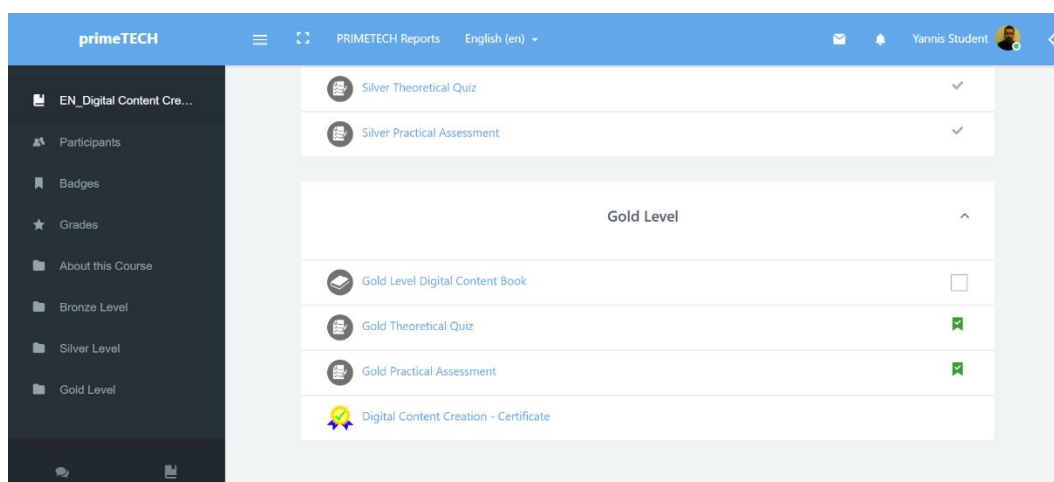 primeTECH
PRIMETECH Reports
English (en)
Yannis Student
EN_Digital Content Cre...
Participants
Badges
Grades
About this Course
Bronze Level
Silver Level
Gold Level
Silver Theoretical Quiz
Silver Practical Assessment
Gold Level
Gold Level Digital Content Book
Gold Theoretical Quiz
Gold Practical Assessment
Digital Content Creation - Certificate